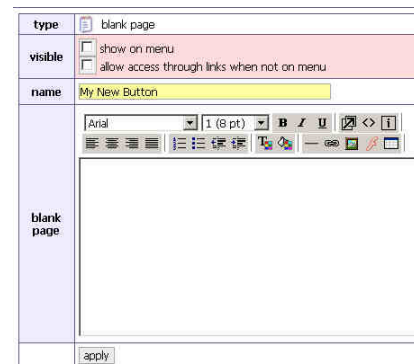 type blank page
visible show on menu
allow access through links when not on menu
name My New Button
Arial 1 (8 pt) B I U <> i
T
blank
page
apply